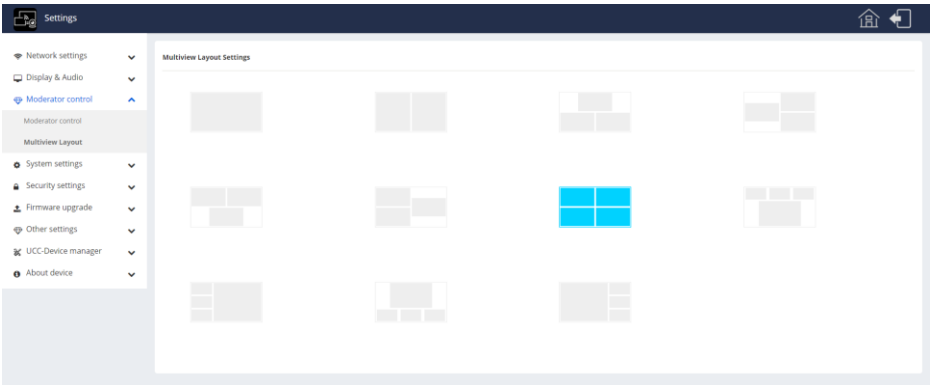 Settings
Network settings
Display & Audio
Moderator control
Moderator control
Multiview Layout
System settings
Security settings
Firmware upgrade
Other settings
UCC-Device manager
About device
Multiview Layout Settings